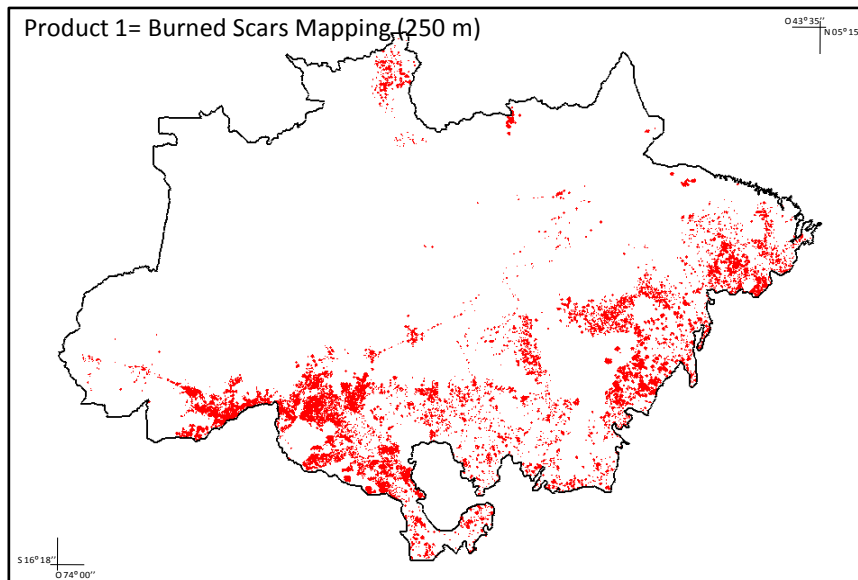 Product 1= Burned Scars Mapping (250 m)
O 43° 35''
N 05° 15
S 16° 18''
O 74° 00''